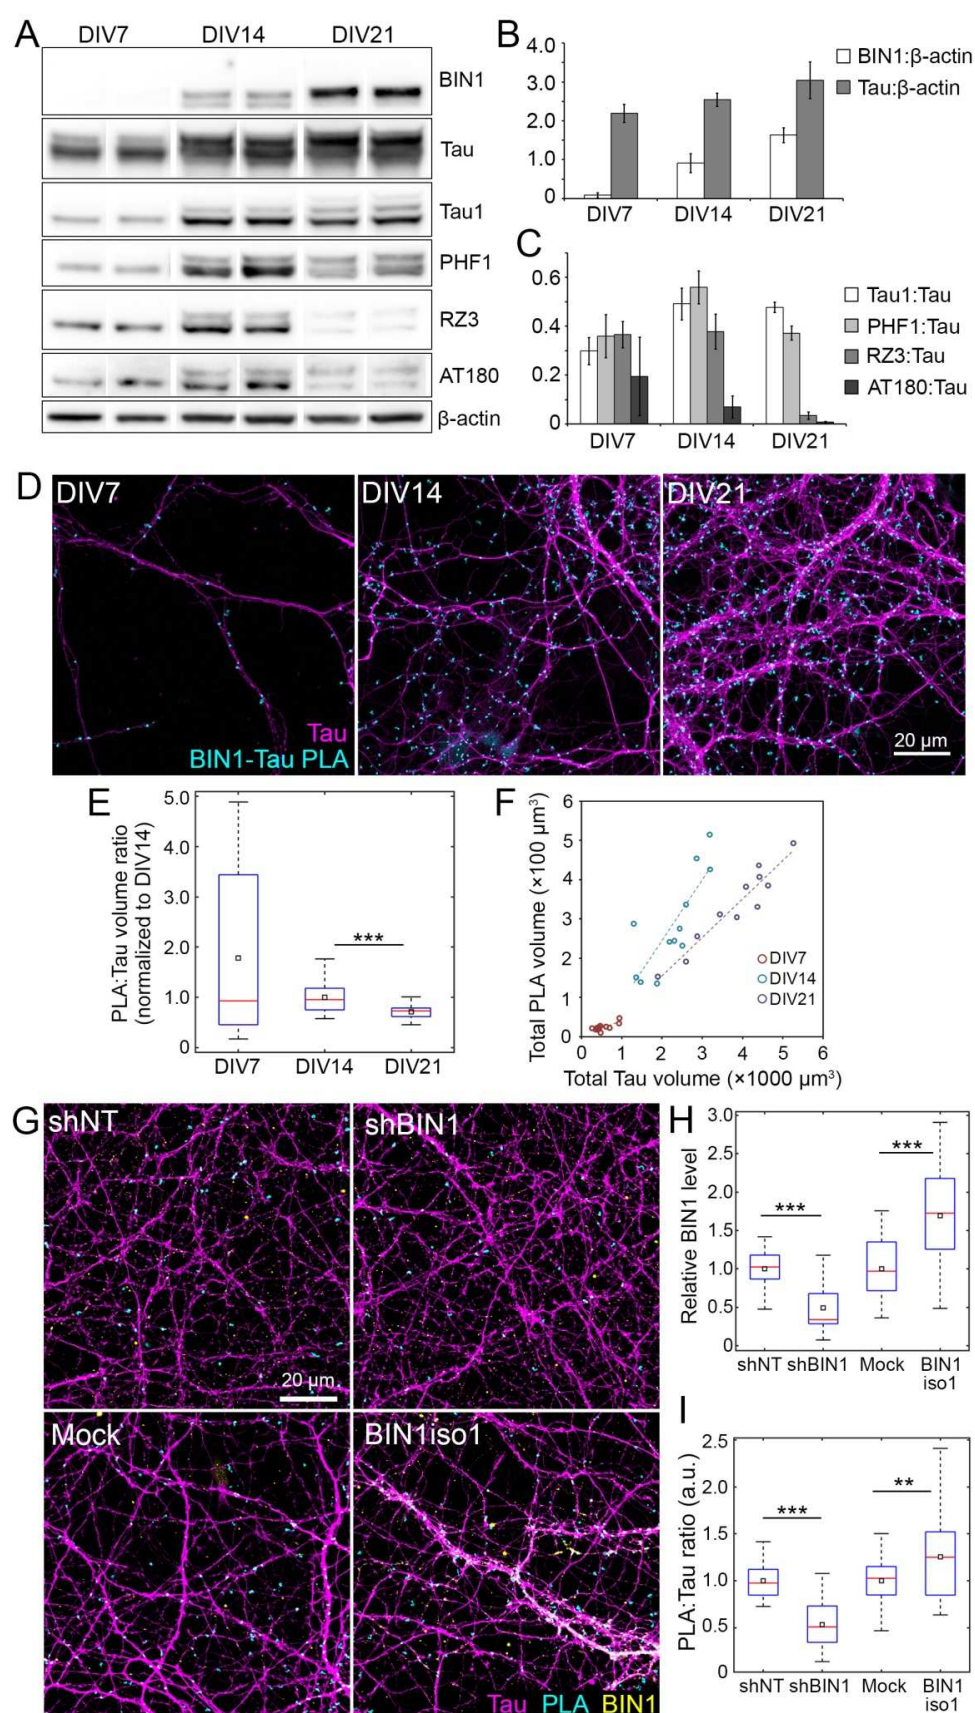 A
DIV7 DIV14 DIV21
BIN1
Tau
Tau1
PHF1
RZ3
AT180
β-actin
B
4.0
3.0
2.0
1.0
0
DIV7 DIV14 DIV21
BIN1:β-actin
Tau:β-actin
C
0.6
0.4
0.2
0
DIV7 DIV14 DIV21
Tau1:Tau
PHF1:Tau
RZ3:Tau
AT180:Tau
D
DIV7
DIV14
DIV21
Tau
BIN1-Tau PLA
20 µm
E
PLA:Tau volume ratio
(normalized to DIV14)
5.0
4.0
3.0
2.0
1.0
0
***
DIV7 DIV14 DIV21
F
Total PLA volume (×100 µm³)
6
5
4
3
2
1
0
DIV7
DIV14
DIV21
0 1 2 3 4 5 6
Total Tau volume (×1000 µm³)
G
shNT
shBIN1
20 µm
Mock
BIN1iso1
Tau PLA BIN1
H
Relative BIN1 level
3.0
2.5
2.0
1.5
1.0
0.5
0
***
***
shNT shBIN1 Mock BIN1
iso1
I
PLA:Tau ratio (a.u.)
2.5
2.0
1.5
1.0
0.5
0
***
**
shNT shBIN1 Mock BIN1
iso1